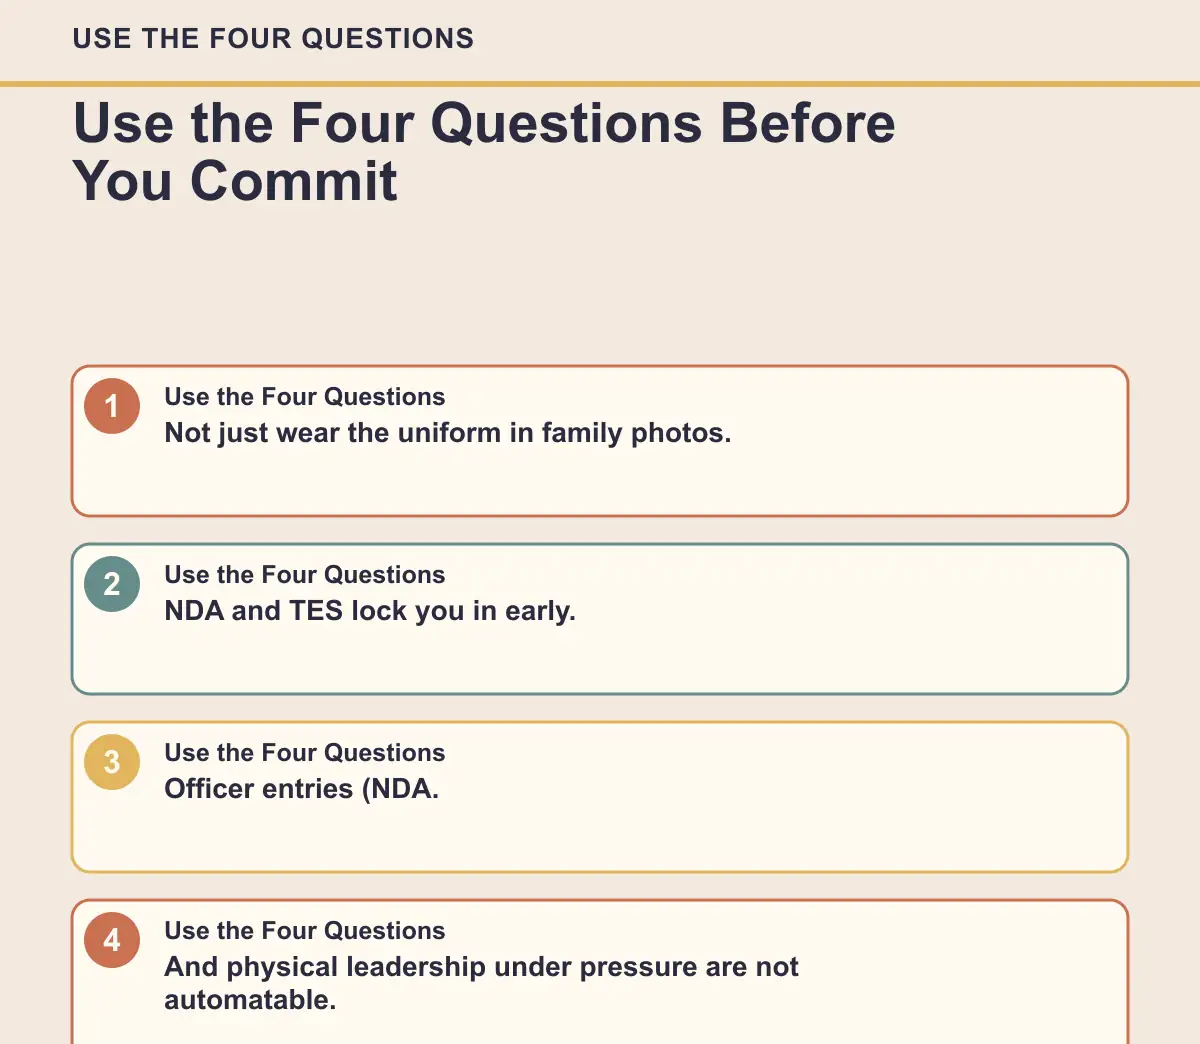 USE THE FOUR QUESTIONS
Use the Four Questions Before
You Commit
1
Use the Four Questions
Not just wear the uniform in family photos.
2
Use the Four Questions
NDA and TES lock you in early.
3
Use the Four Questions
Officer entries (NDA.
4
Use the Four Questions
And physical leadership under pressure are not
automatable.